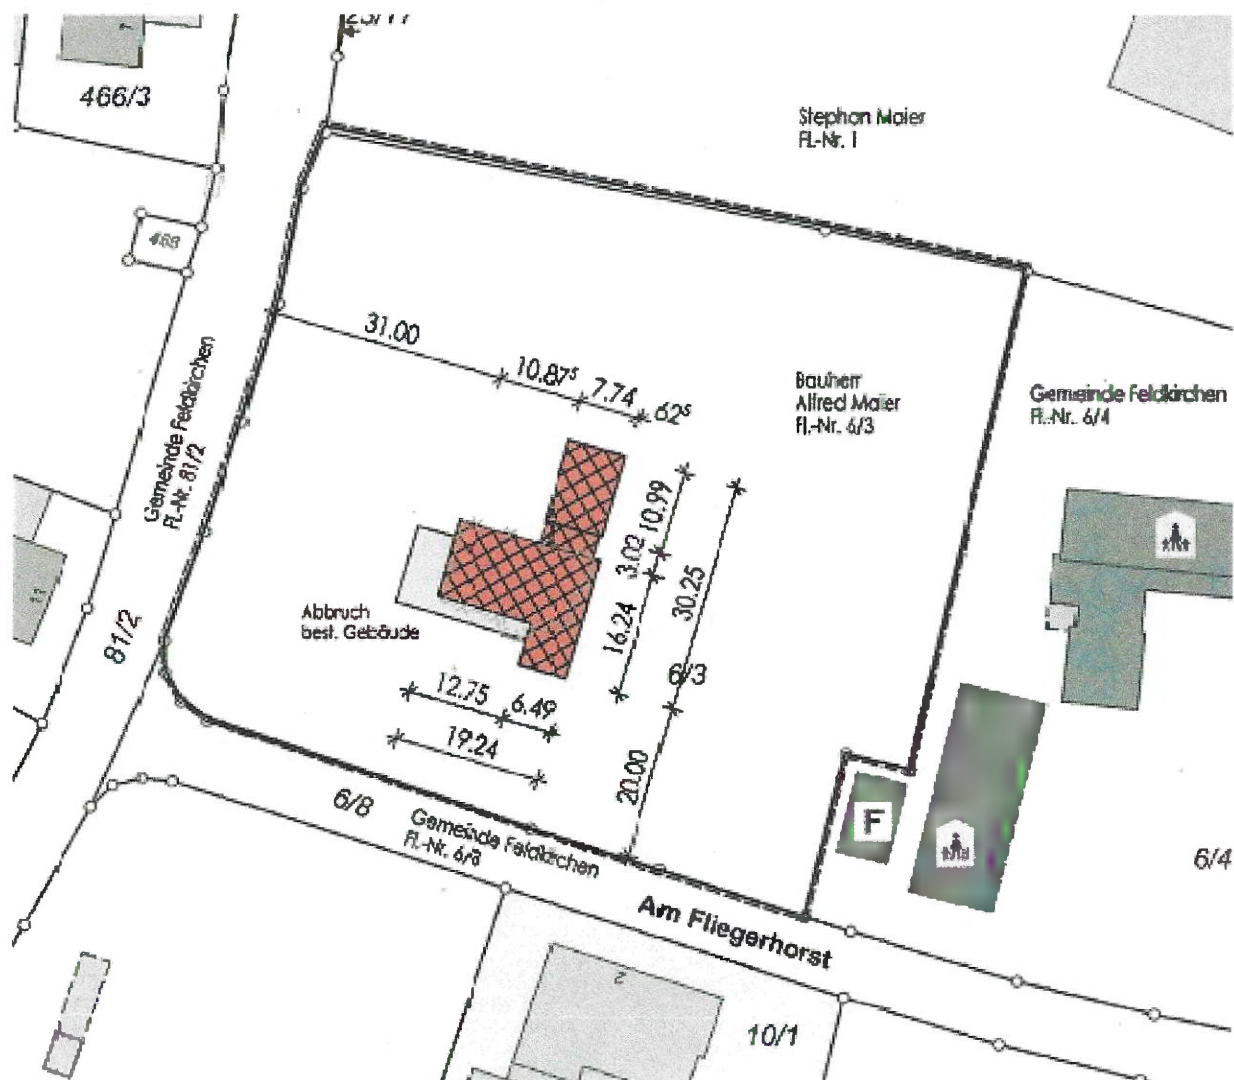 466/3
7
Stephan Maier
Fl.-Nr. 1
468
31.00
10.87⁵
7.74
62⁵
Gemeinde Feldkirchen
Fl.-Nr. 81/2
Bauherr
Alfred Maier
Fl.-Nr. 6/3
Gemeinde Feldkirchen
Fl.-Nr. 6/4
10.99
3.02
30.25
16.24
Abbruch
best. Gebäude
81/2
6/3
12.75
6.49
19.24
20.00
6/8
Gemeinde Feldkirchen
Fl.-Nr. 6/8
F
6/4
Am Fliegerhorst
2
10/1